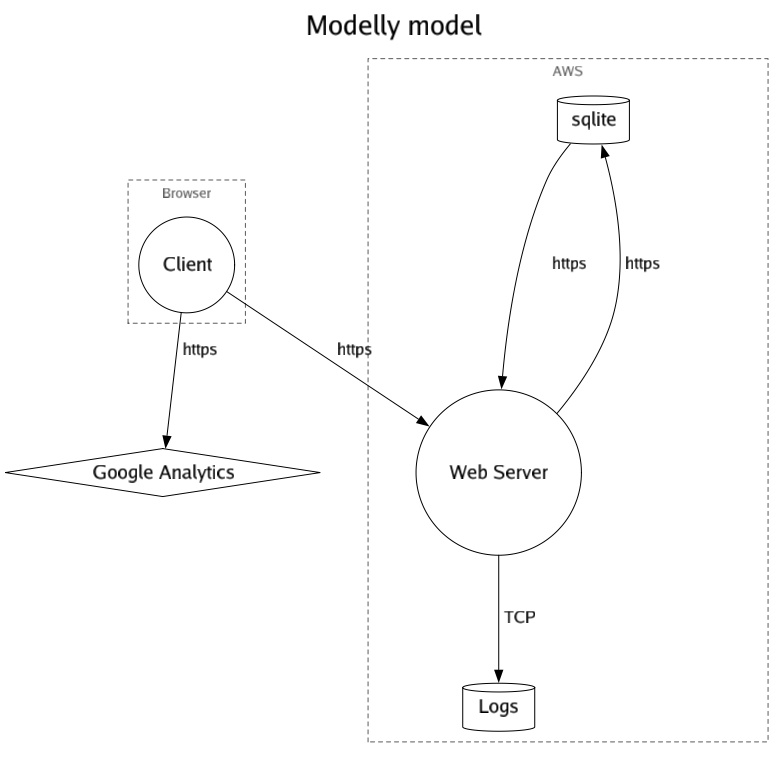 Modelly model
AWS
sqlite
Browser
Client
https
https
https
https
Google Analytics
Web Server
TCP
Logs